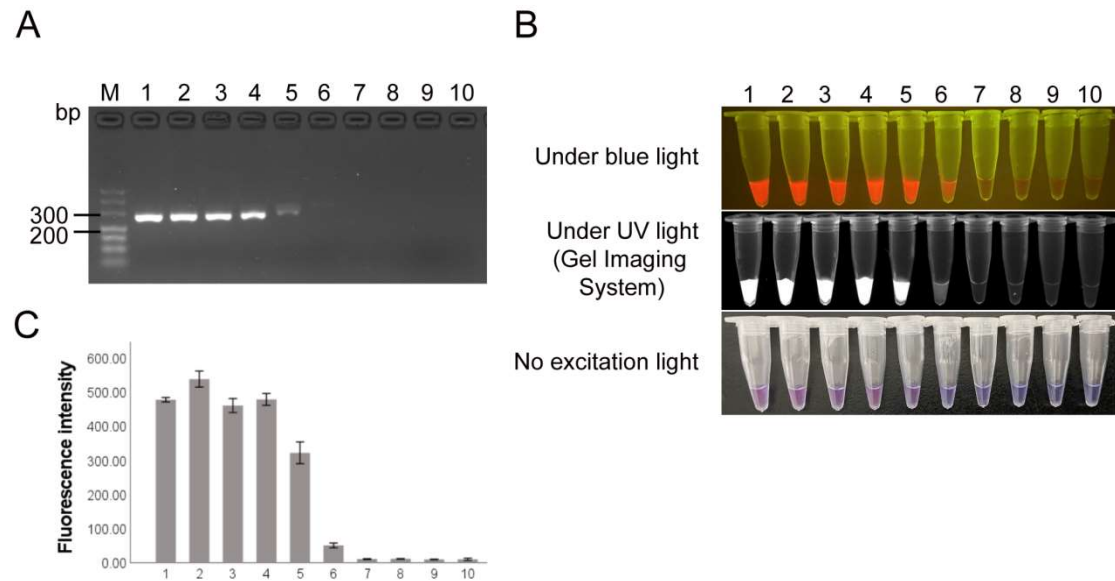 A
M 1 2 3 4 5 6 7 8 9 10
bp
300
200
B
1 2 3 4 5 6 7 8 9 10
Under blue light
Under UV light
(Gel Imaging
System)
No excitation light
C
Fluorescence intensity
600.00
500.00
400.00
300.00
200.00
100.00
0.00
1 2 3 4 5 6 7 8 9 10